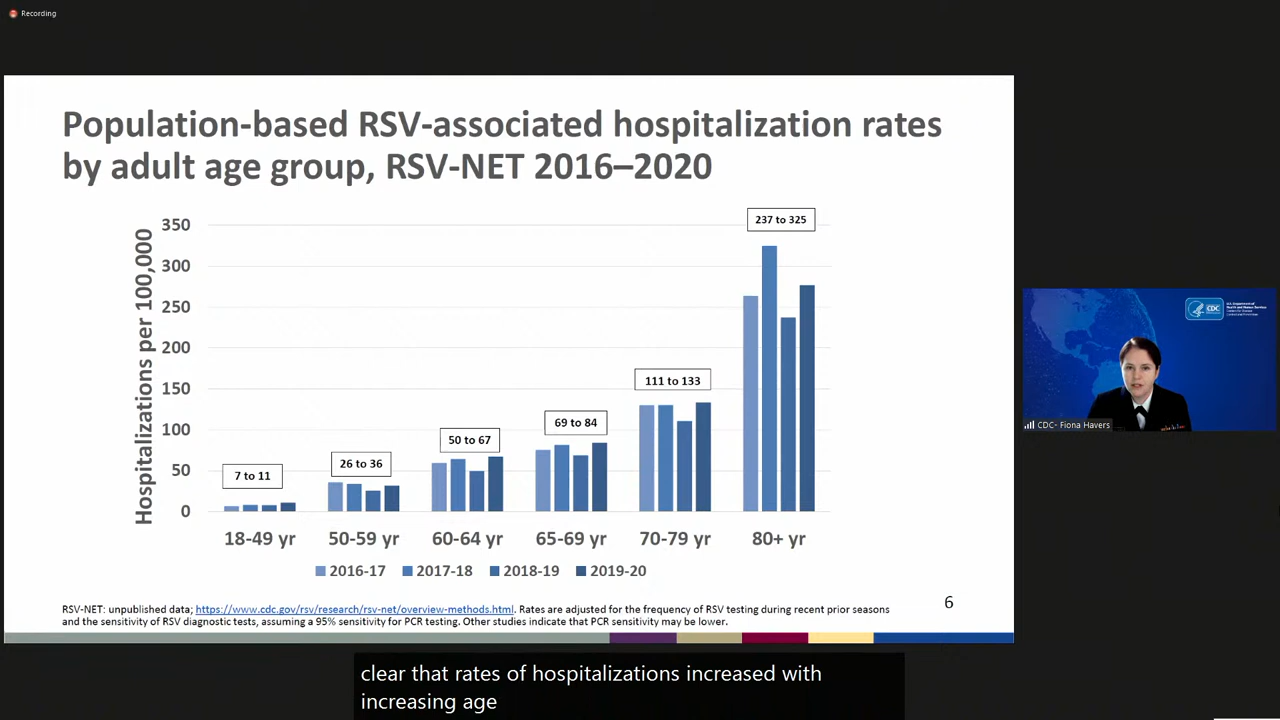 Recording
Population-based RSV-associated hospitalization rates
by adult age group, RSV-NET 2016–2020
Hospitalizations per 100,000
350
300
250
200
150
100
50
0
7 to 11
26 to 36
50 to 67
69 to 84
111 to 133
237 to 325
18-49 yr
50-59 yr
60-64 yr
65-69 yr
70-79 yr
80+ yr
2016-17
2017-18
2018-19
2019-20
RSV-NET: unpublished data; https://www.cdc.gov/rsv/research/rsv-net/overview-methods.html. Rates are adjusted for the frequency of RSV testing during recent prior seasons
and the sensitivity of RSV diagnostic tests, assuming a 95% sensitivity for PCR testing. Other studies indicate that PCR sensitivity may be lower.
6
CDC
CDC- Fiona Havers
clear that rates of hospitalizations increased with
increasing age